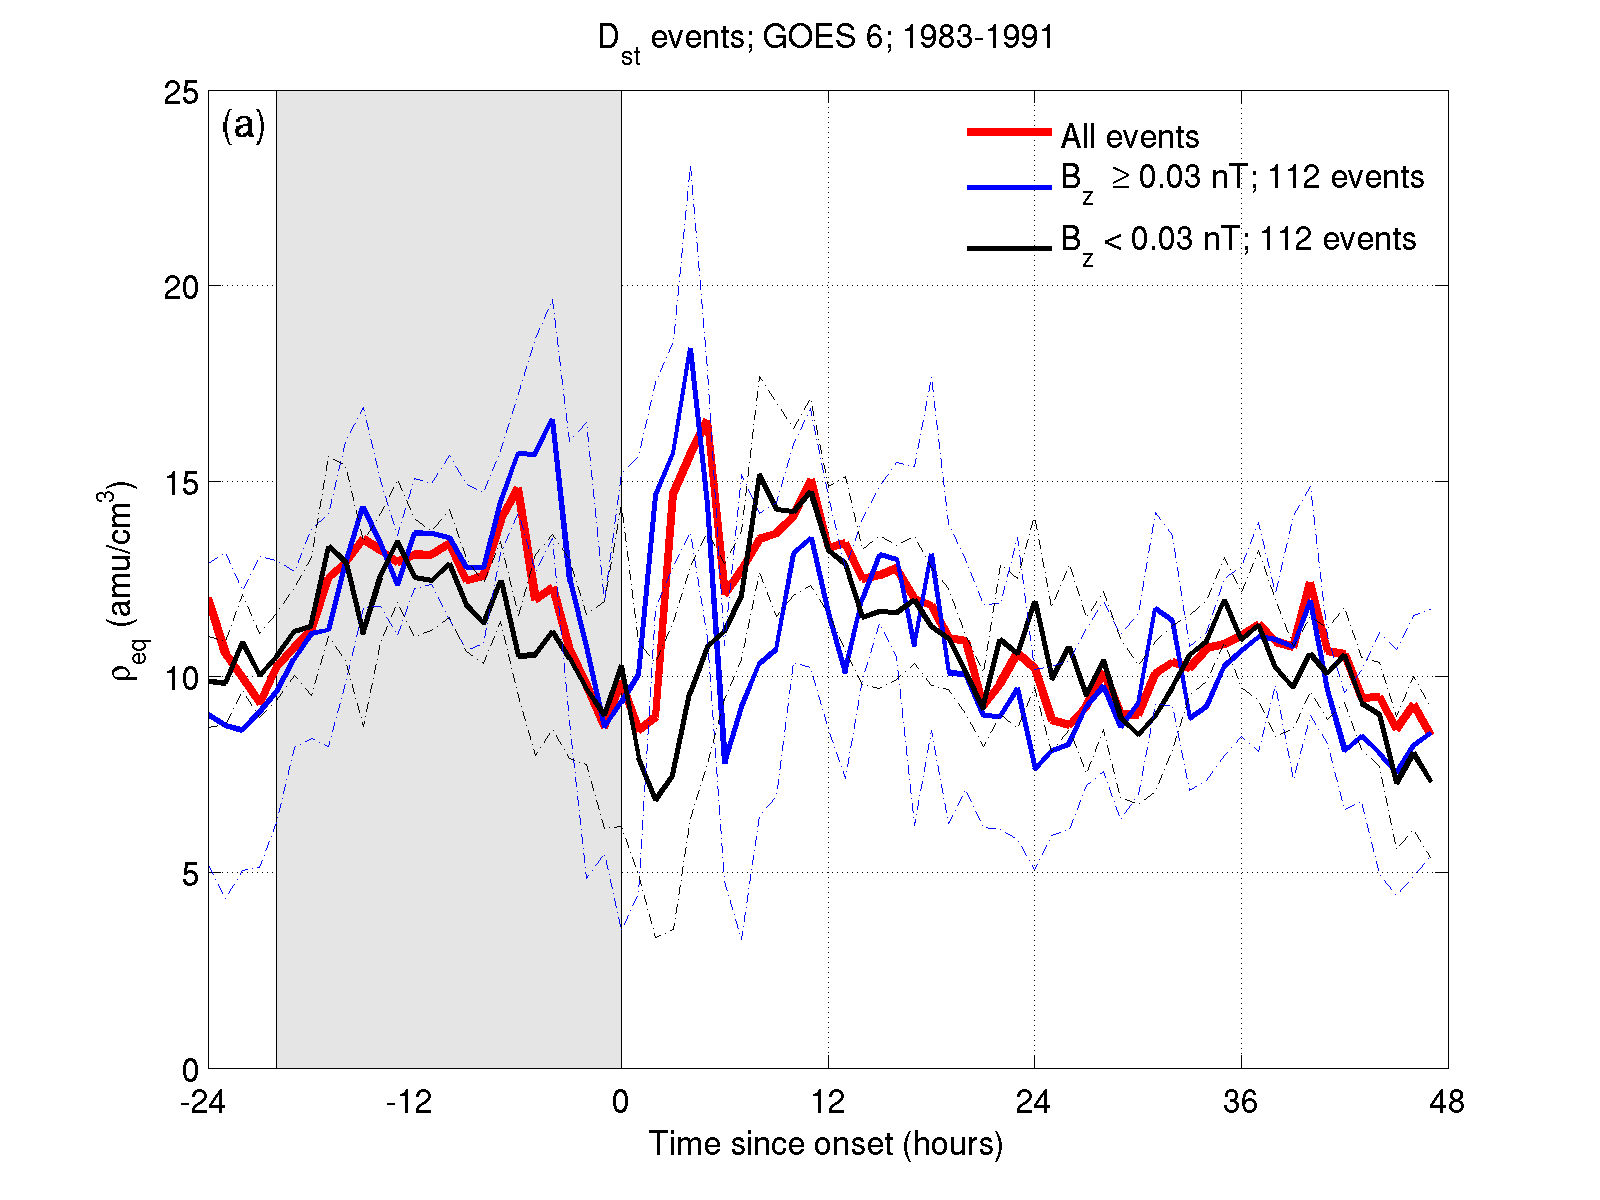 D_st events; GOES 6; 1983-1991
(a)
All events
B_z ≥ 0.03 nT; 112 events
B_z < 0.03 nT; 112 events
25
20
15
10
5
0
ρ_eq (amu/cm³)
-24 -12 0 12 24 36 48
Time since onset (hours)